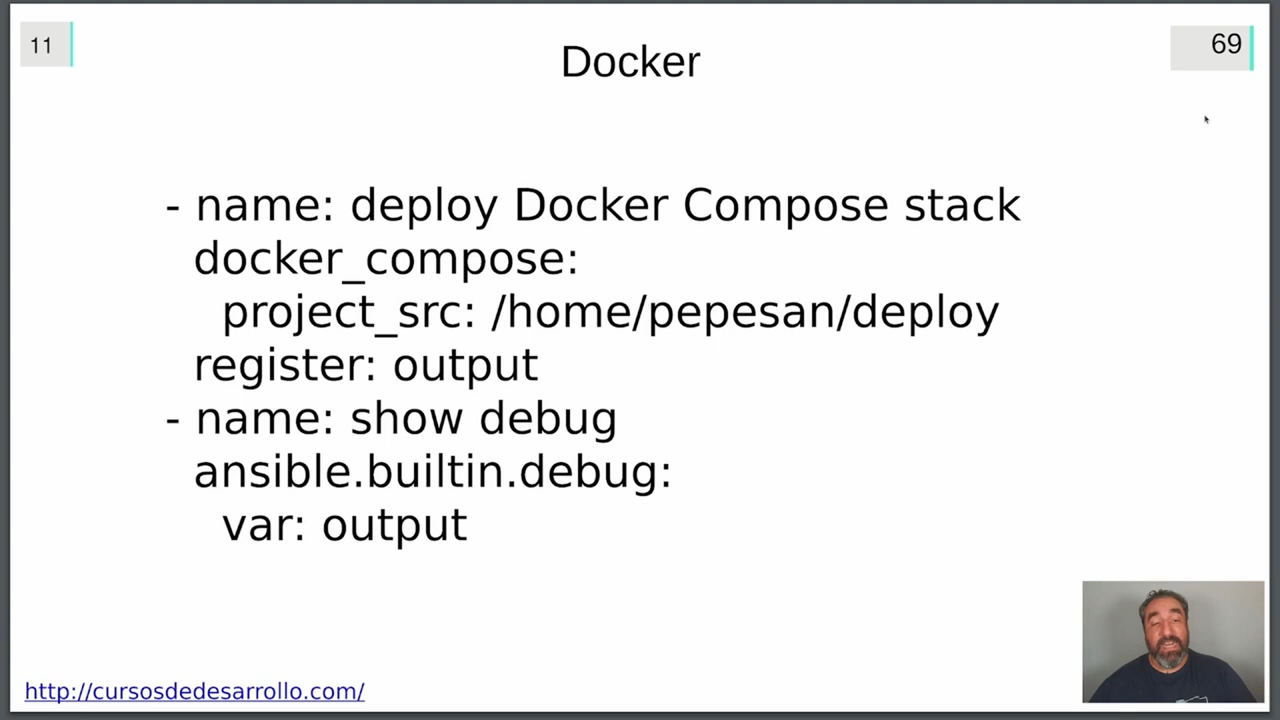 11
Docker
69
- name: deploy Docker Compose stack
docker_compose:
project_src: /home/pepesan/deploy
register: output
- name: show debug
ansible.builtin.debug:
var: output
http://cursosdedesarrollo.com/